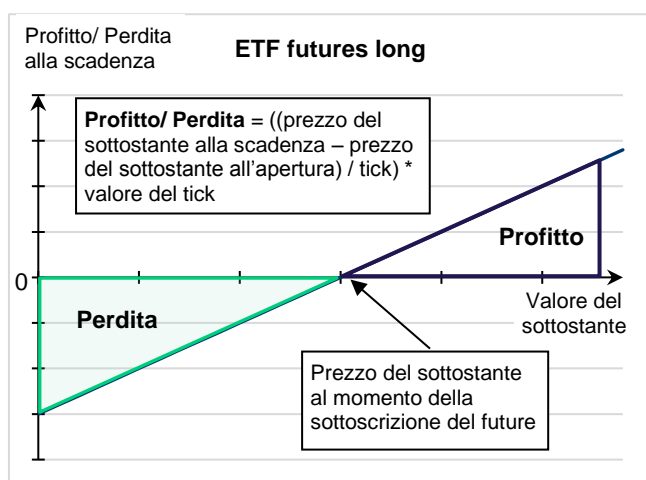 Profitto/ Perdita
alla scadenza
ETF futures long
Profitto/ Perdita = ((prezzo del
sottostante alla scadenza – prezzo
del sottostante all'apertura) / tick) *
valore del tick
Profitto
0
Valore del
sottostante
Perdita
Prezzo del sottostante
al momento della
sottoscrizione del future